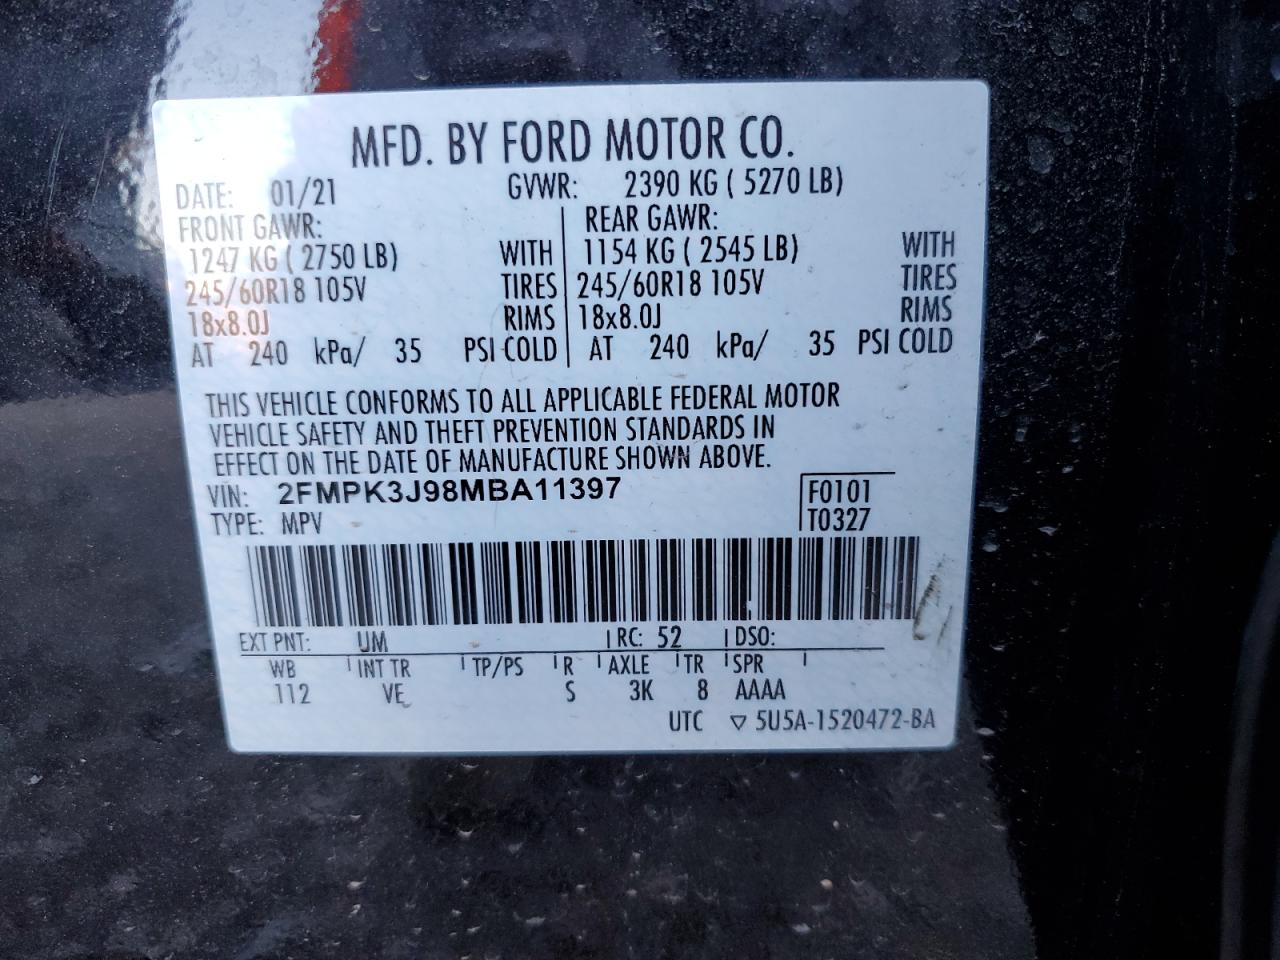 MFD. BY FORD MOTOR CO.
DATE: 01/21 GVWR: 2390 KG ( 5270 LB)
FRONT GAWR: REAR GAWR:
1247 KG ( 2750 LB) WITH 1154 KG ( 2545 LB) WITH
245/60R18 105V TIRES 245/60R18 105V TIRES
18x8.0J RIMS 18x8.0J RIMS
AT 240 kPa/ 35 PSI COLD AT 240 kPa/ 35 PSI COLD
THIS VEHICLE CONFORMS TO ALL APPLICABLE FEDERAL MOTOR
VEHICLE SAFETY AND THEFT PREVENTION STANDARDS IN
EFFECT ON THE DATE OF MANUFACTURE SHOWN ABOVE.
VIN: 2FMPK3J98MBA11397 F0101
TYPE: MPV T0327
EXT PNT: UM RC: 52 DSO:
WB INT TR TP/PS R AXLE TR SPR
112 VE S 3K 8 AAAA
UTC ▽ 5U5A-1520472-BA